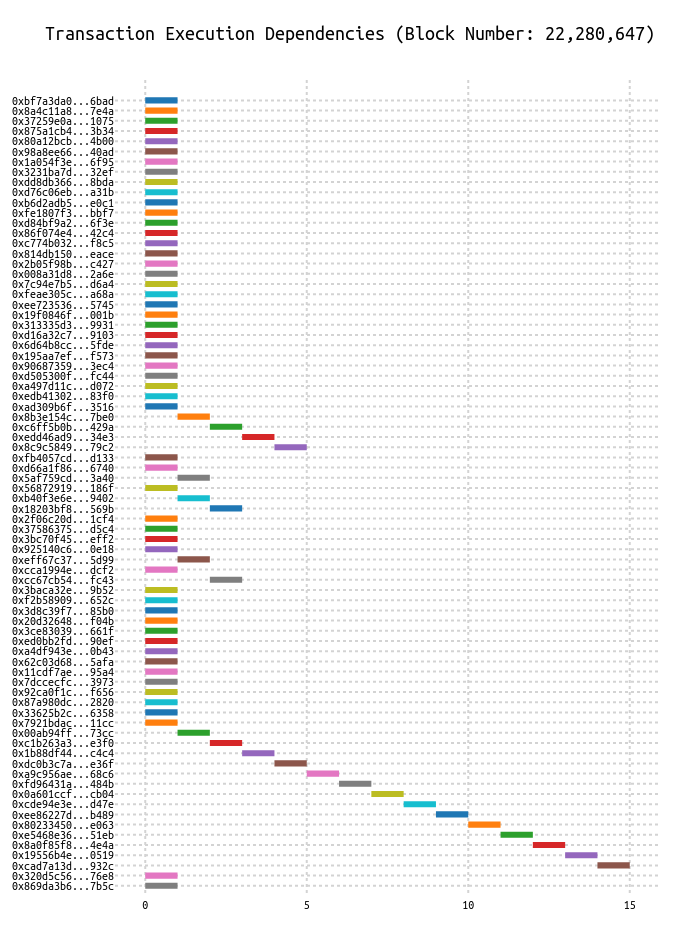 Transaction Execution Dependencies (Block Number: 22,280,647)
0xbf7a3da0...6bad
0x8a4c11a8...7e4a
0x37259e0a...1075
0x875a1cb4...3b34
0x80a12bcb...4b00
0x98a8ee66...40ad
0x1a054f3e...6f95
0x3231ba7d...32ef
0xdd8db366...8bda
0xd76c06eb...a31b
0xb6d2adb5...e0c1
0xfe1807f3...bbf7
0xd84bf9a2...6f3e
0x86f074e4...42c4
0xc774b032...f8c5
0x814db150...eace
0x2b05f98b...c427
0x008a31d8...2a6e
0x7c94e7b5...d6a4
0xfeae305c...a68a
0xee723536...5745
0x19f0846f...001b
0x313335d3...9931
0xd16a32c7...9103
0x6d64b8cc...5fde
0x195aa7ef...f573
0x90687359...3ec4
0xd505300f...fc44
0xa497d11c...d072
0xedb41302...83f0
0xad309b6f...3516
0x8b3e154c...7be0
0xc6ff5b0b...429a
0xedd46ad9...34e3
0x8c9c5849...79c2
0xfb4057cd...d133
0xd66a1f86...6740
0x5af759cd...3a40
0x56872919...186f
0xb40f3e6e...9402
0x18203bf8...569b
0x2f06c20d...1cf4
0x37586375...d5c4
0x3bc70f45...eff2
0x925140c6...0e18
0xeff67c37...5d99
0xcca1994e...dcf2
0xcc67cb54...fc43
0x3baca32e...9b52
0xf2b58909...652c
0x3d8c39f7...85b0
0x20d32648...f04b
0x3ce83039...661f
0xed0bb2fd...90ef
0xa4df943e...0b43
0x62c03d68...5afa
0x11cdf7ae...95a4
0x7dccecfc...3973
0x92ca0f1c...f656
0x87a980dc...2820
0x33625b2c...6358
0x7921bdac...11cc
0x00ab94ff...73cc
0xc1b263a3...e3f0
0x1b88df44...c4c4
0xdc0b3c7a...e36f
0xa9c956ae...68c6
0xfd96431a...484b
0x0a601ccf...cb04
0xcde94e3e...d47e
0xee86227d...b489
0x80233450...e063
0xe5468e36...51eb
0x8a0f85f8...4e4a
0x19556b4e...0519
0xcad7a13d...932c
0x320d5c56...76e8
0x869da3b6...7b5c
0 5 10 15